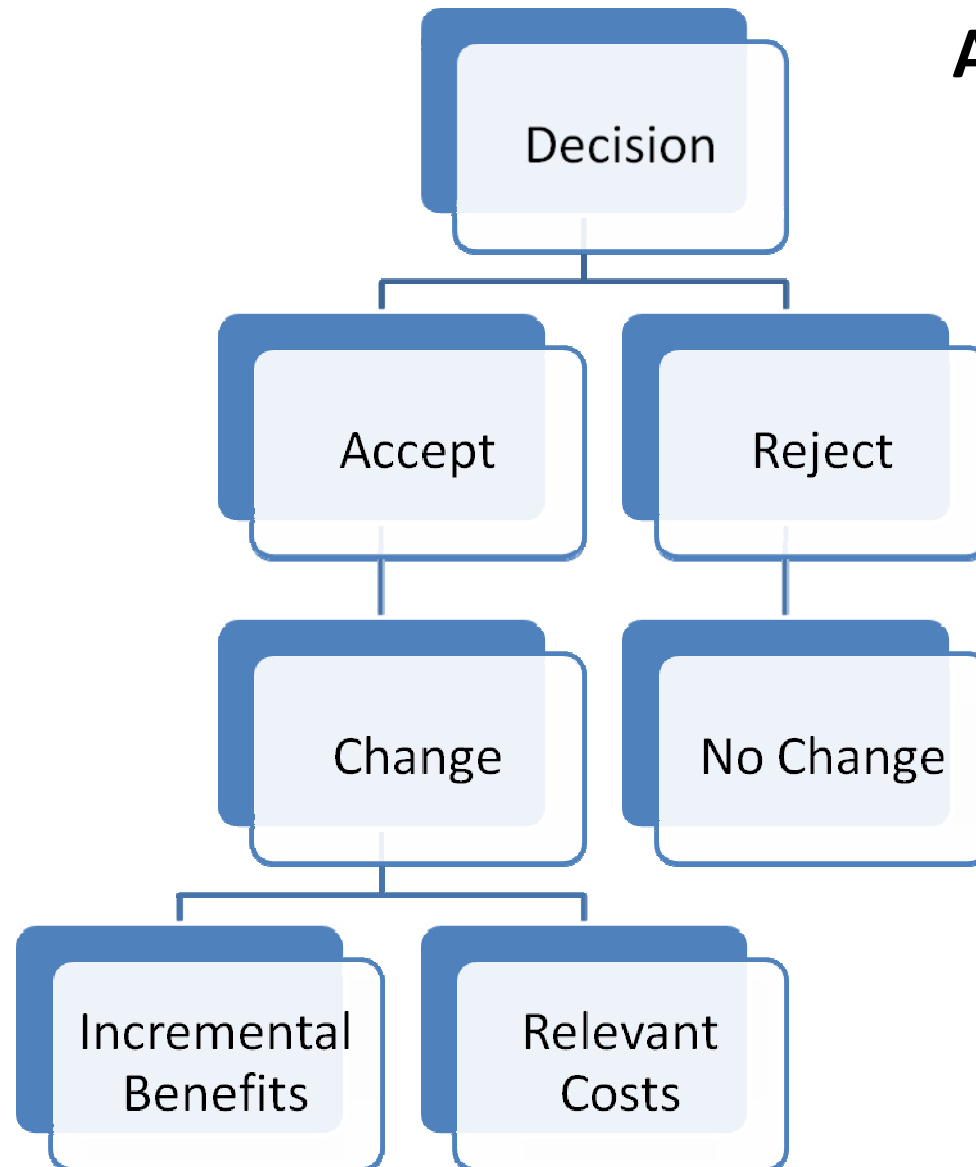 A
Decision
Accept
Reject
Change
No Change
Incremental
Benefits
Relevant
Costs